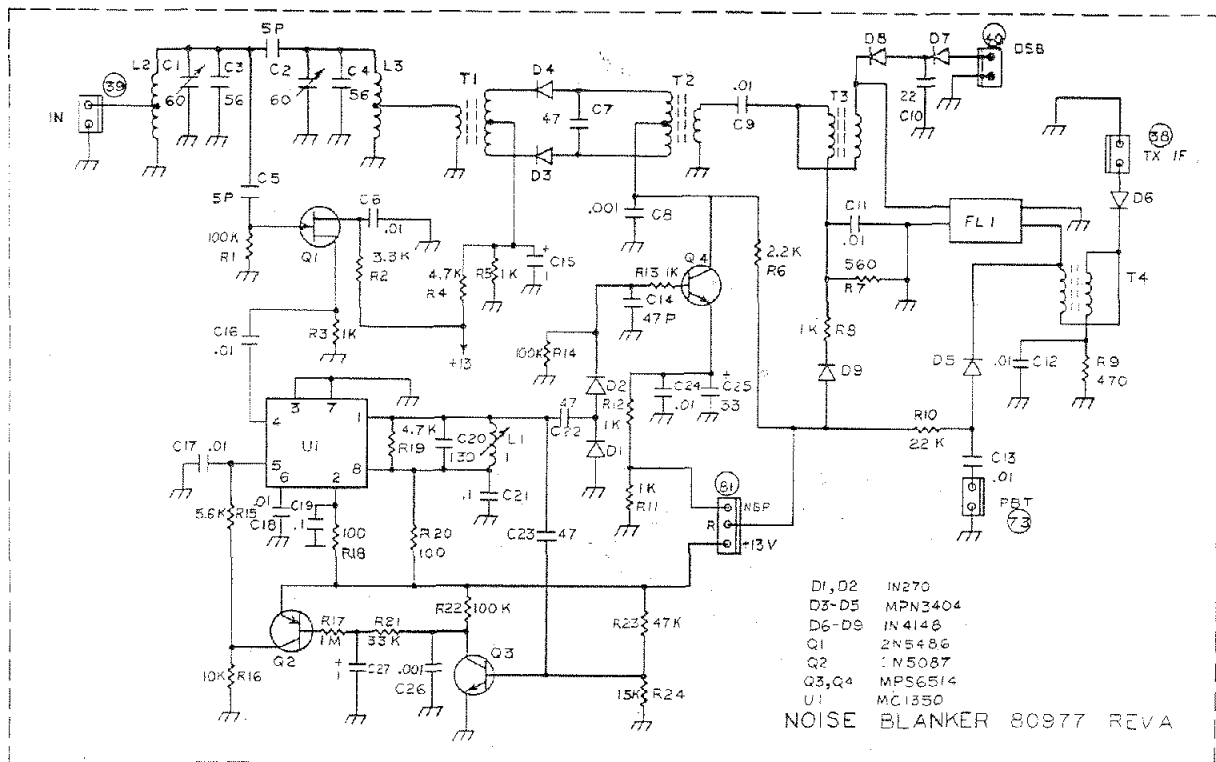 5P
D8
D7
40
DSB
L2
C1
C3
C2
C4
L3
60
56
60
56
39
IN
T1
D4
C7
47
D3
T2
.01
C9
T3
22
C10
38
TX IF
D6
C5
5P
C6
.01
Q1
100K
R1
3.3K
R2
4.7K
R4
R5
1K
C15
1
+
.001
C8
Q4
R13 1K
C14
47P
2.2K
R6
C11
.01
560
R7
FL1
T4
C16
.01
R3
1K
+13
100K
R14
1K
R8
D9
D5
.01
C12
R9
470
D2
R12
1K
C24
.01
C25
33
+
3
7
4
1
U1
5
8
6
2
4.7K
R19
C20
130
L1
1
47
C22
D1
C17
.01
R10
22K
C13
.01
PBT
73
.01
C18
C19
.1
5.6K
R15
100
R18
R20
100
.1
C21
C23
47
1K
R11
81
NBP
R
+13V
R22
100K
R23
47K
R17
1M
R21
33K
Q2
+
1
C27
.001
C26
Q3
10K
R16
15K
R24
D1,D2 1N270
D3-D5 MPN3404
D6-D9 1N4148
Q1 2N5486
Q2 2N5087
Q3,Q4 MPS6514
U1 MC1350
NOISE BLANKER 80977 REV A